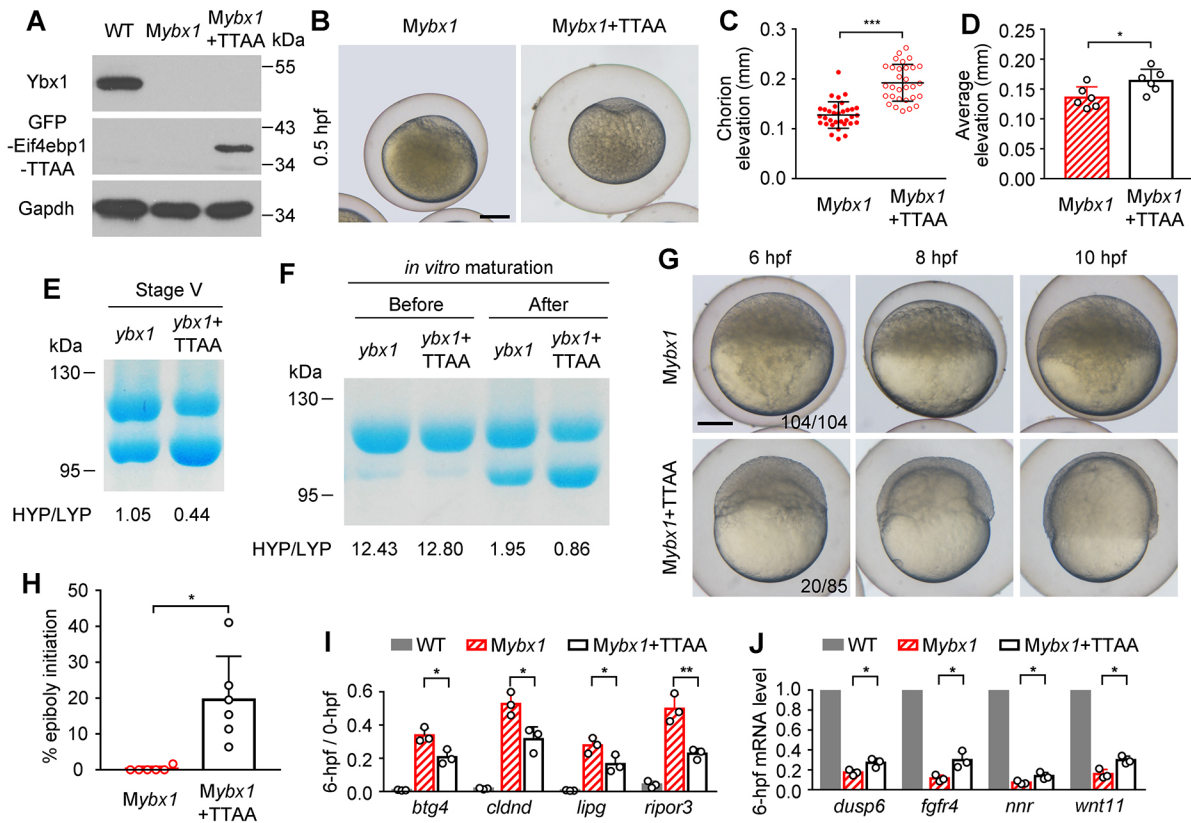 A
WT Mybx1 Mybx1
+TTAA kDa
Ybx1
GFP
-Eif4ebp1
-TTAA
Gapdh
55
43
34
34
B
Mybx1 Mybx1+TTAA
0.5 hpf
C
Chorion
elevation (mm)
0.3
0.2
0.1
0.0
***
Mybx1 Mybx1
+TTAA
D
Average
elevation (mm)
0.25
0.20
0.15
0.10
0.05
0.00
*
Mybx1 Mybx1
+TTAA
E
Stage V
ybx1 ybx1+
TTAA
kDa
130
95
HYP/LYP 1.05 0.44
F
in vitro maturation
Before After
ybx1 ybx1+
TTAA ybx1 ybx1+
TTAA
kDa
130
95
HYP/LYP 12.43 12.80 1.95 0.86
G
6 hpf 8 hpf 10 hpf
Mybx1
104/104
Mybx1+TTAA
20/85
H
% epiboly initiation
50
40
30
20
10
0
*
Mybx1 Mybx1
+TTAA
I
WT Mybx1 Mybx1+TTAA
6-hpf / 0-hpf
0.6
0.4
0.2
0.0
* * * **
btg4 cldnd lipg ripor3
J
WT Mybx1 Mybx1+TTAA
6-hpf mRNA level
1.0
0.8
0.6
0.4
0.2
0.0
* * * *
dusp6 fgfr4 nnr wnt11